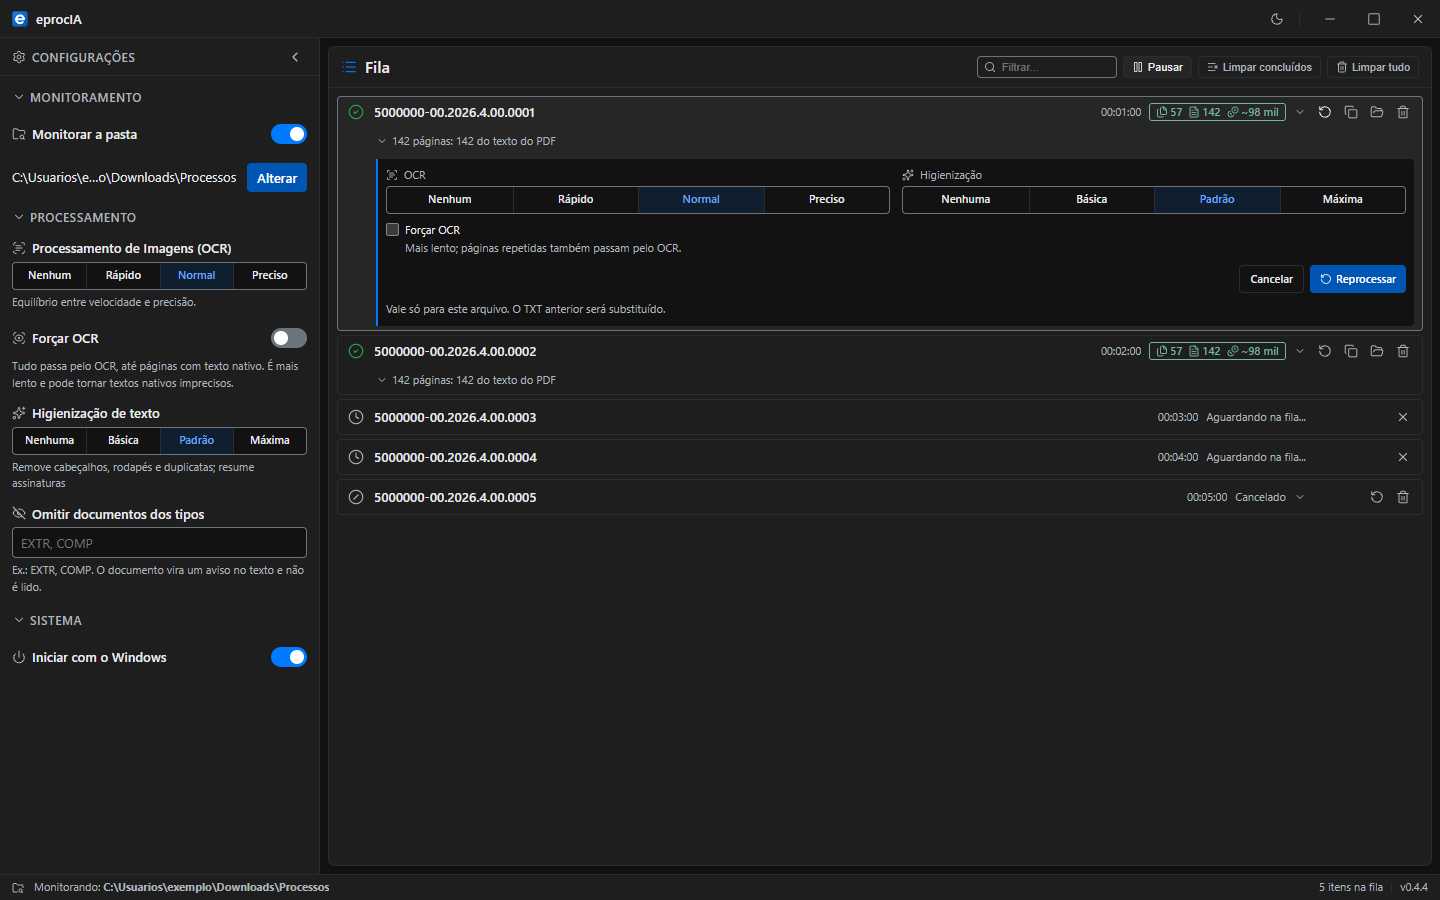 eprocIA
CONFIGURAÇÕES
MONITORAMENTO
Monitorar a pasta
C:\Usuarios\e...o\Downloads\Processos
Alterar
PROCESSAMENTO
Processamento de Imagens (OCR)
Nenhum Rápido Normal Preciso
Equilíbrio entre velocidade e precisão.
Forçar OCR
Tudo passa pelo OCR, até páginas com texto nativo. É mais
lento e pode tornar textos nativos imprecisos.
Higienização de texto
Nenhuma Básica Padrão Máxima
Remove cabeçalhos, rodapés e duplicatas; resume
assinaturas
Omitir documentos dos tipos
EXTR, COMP
Ex.: EXTR, COMP. O documento vira um aviso no texto e não
é lido.
SISTEMA
Iniciar com o Windows
Fila
Filtrar...
Pausar
Limpar concluídos
Limpar tudo
5000000-00.2026.4.00.0001 00:01:00 57 142 ~98 mil
142 páginas: 142 do texto do PDF
OCR
Nenhum Rápido Normal Preciso
Higienização
Nenhuma Básica Padrão Máxima
Forçar OCR
Mais lento; páginas repetidas também passam pelo OCR.
Cancelar Reprocessar
Vale só para este arquivo. O TXT anterior será substituído.
5000000-00.2026.4.00.0002 00:02:00 57 142 ~98 mil
142 páginas: 142 do texto do PDF
5000000-00.2026.4.00.0003 00:03:00 Aguardando na fila...
5000000-00.2026.4.00.0004 00:04:00 Aguardando na fila...
5000000-00.2026.4.00.0005 00:05:00 Cancelado
Monitorando: C:\Usuarios\exemplo\Downloads\Processos
5 itens na fila v0.4.4